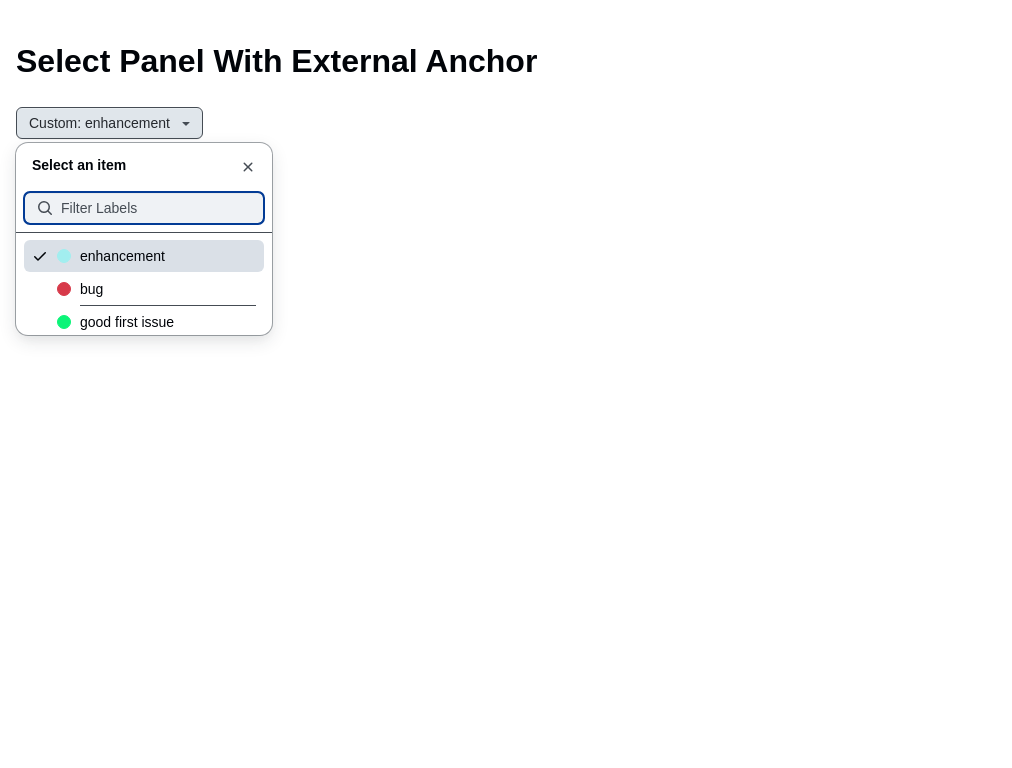 Select Panel With External Anchor
Custom: enhancement
Select an item
Filter Labels
enhancement
bug
good first issue